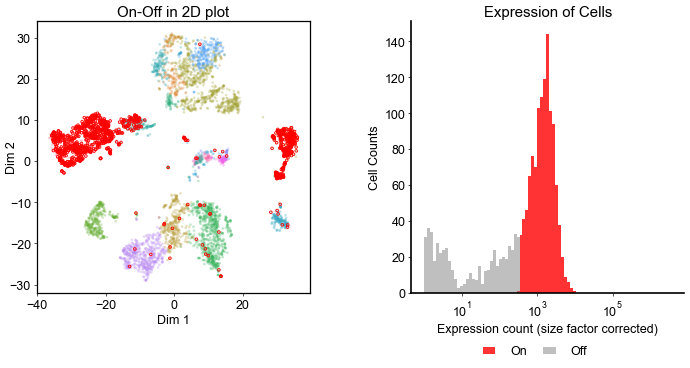 On-Off in 2D plot
30
20
10
0
−10
−20
−30
Dim 2
−40
−20
0
20
Dim 1
Expression of Cells
140
120
100
80
60
40
20
0
Cell Counts
10¹
10³
10⁵
Expression count (size factor corrected)
On
Off